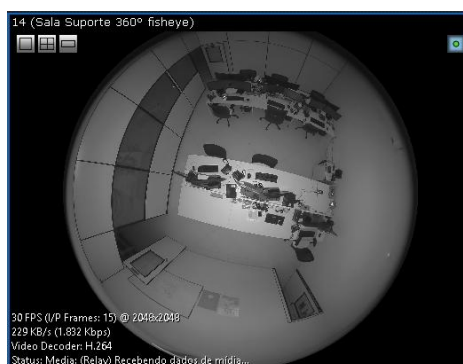 14 (Sala Suporte 360° fisheye)
30 FPS (I/P Frames: 15) @ 2048x2048
229 KB/s (1.832 Kbps)
Video Decoder: H.264
Status: Media: (Relay) Recebendo dados de mídia...